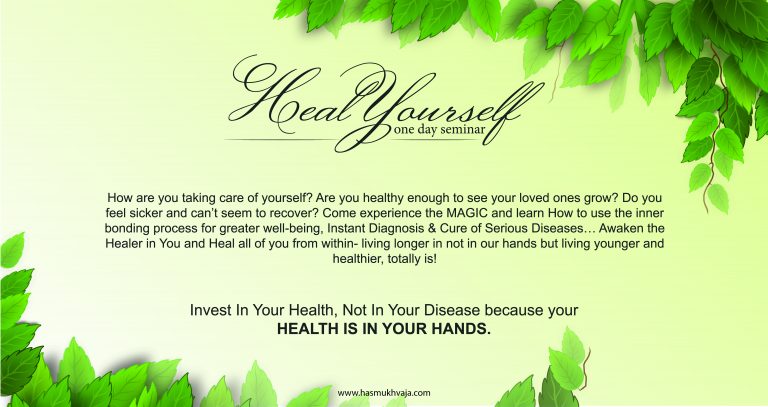 Heal Yourself
one day seminar
How are you taking care of yourself? Are you healthy enough to see your loved ones grow? Do you
feel sicker and can't seem to recover? Come experience the MAGIC and learn How to use the inner
bonding process for greater well-being, Instant Diagnosis & Cure of Serious Diseases… Awaken the
Healer in You and Heal all of you from within- living longer in not in our hands but living younger and
healthier, totally is!
Invest In Your Health, Not In Your Disease because your
HEALTH IS IN YOUR HANDS.
www.hasmukhvaja.com